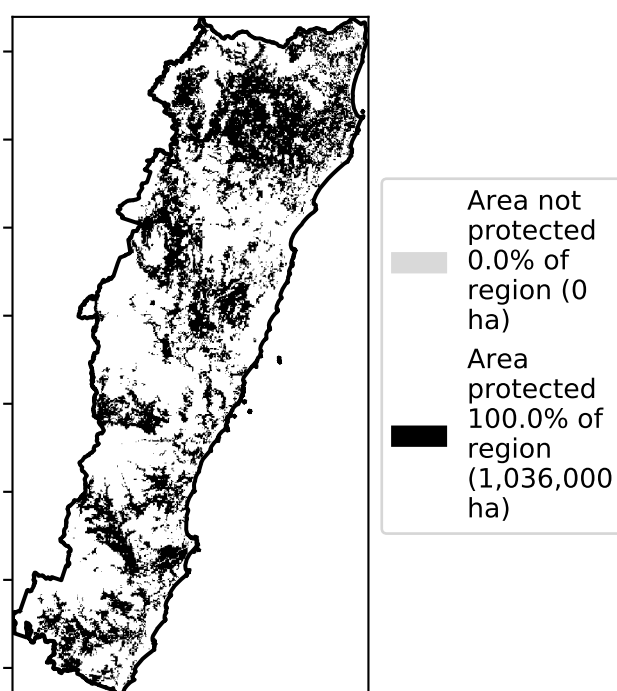 Area not
protected
0.0% of
region (0
ha)
Area
protected
100.0% of
region
(1,036,000
ha)